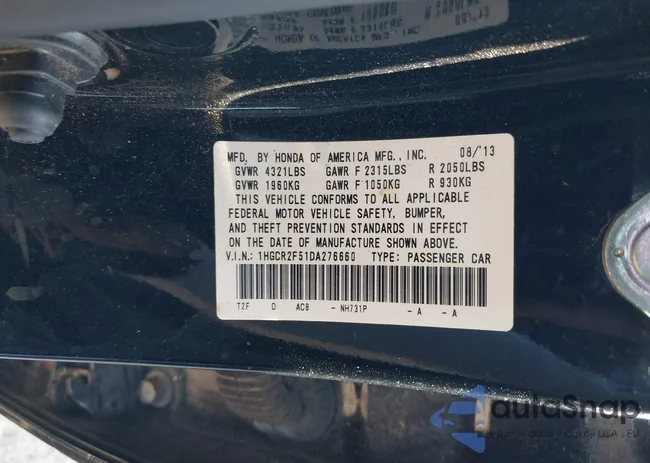 MFD. BY HONDA OF AMERICA MFG., INC. 08/'13
GVWR 4321LBS GAWR F 2315LBS R 2050LBS
GVWR 1960KG GAWR F 1050KG R 930KG
THIS VEHICLE CONFORMS TO ALL APPLICABLE
FEDERAL MOTOR VEHICLE SAFETY, BUMPER,
AND THEFT PREVENTION STANDARDS IN EFFECT
ON THE DATE OF MANUFACTURE SHOWN ABOVE.
V.I.N.: 1HGCR2F51DA276660 TYPE: PASSENGER CAR
T2F D AC8 - NH731P - A - A
autaSnap